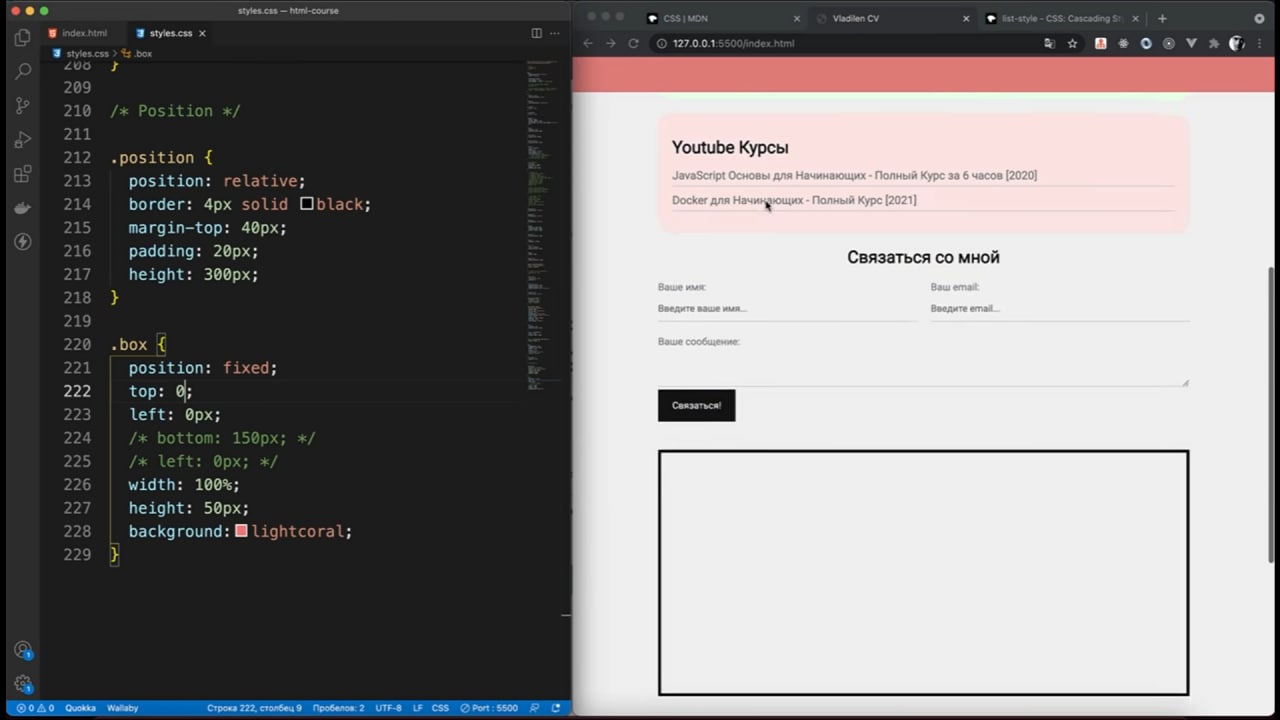 styles.css — html-course
index.html
styles.css
styles.css > .box
208 }
209
210 /* Position */
211
212 .position {
213 position: relative;
214 border: 4px solid black;
215 margin-top: 40px;
216 padding: 20px;
217 height: 300px;
218 }
219
220 .box {
221 position: fixed;
222 top: 0;
223 left: 0px;
224 /* bottom: 150px; */
225 /* left: 0px; */
226 width: 100%;
227 height: 50px;
228 background: lightcoral;
229 }
1
1
0 0
Quokka
Wallaby
Строка 222, столбец 9
Пробелов: 2
UTF-8
LF
CSS
Port : 5500
CSS | MDN
Vladilen CV
list-style - CSS: Cascading St
127.0.0.1:5500/index.html
Youtube Курсы
JavaScript Основы для Начинающих - Полный Курс за 6 часов [2020]
Docker для Начинающих - Полный Курс [2021]
Связаться со мной
Ваше имя:
Ваш email:
Введите ваше имя...
Введите email...
Ваше сообщение:
Связаться!